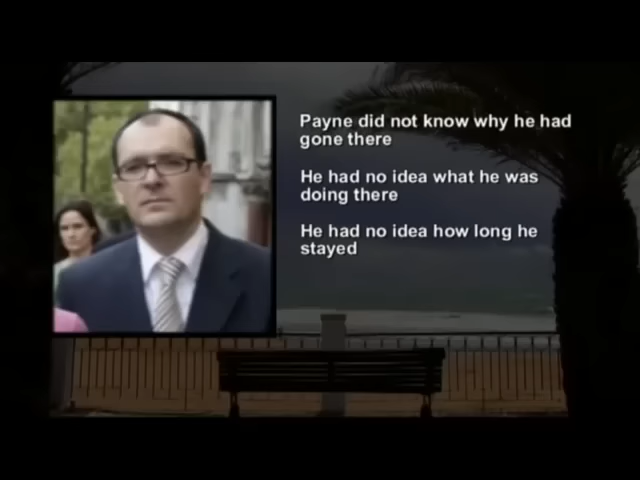 Payne did not know why he had
gone there
He had no idea what he was
doing there
He had no idea how long he
stayed